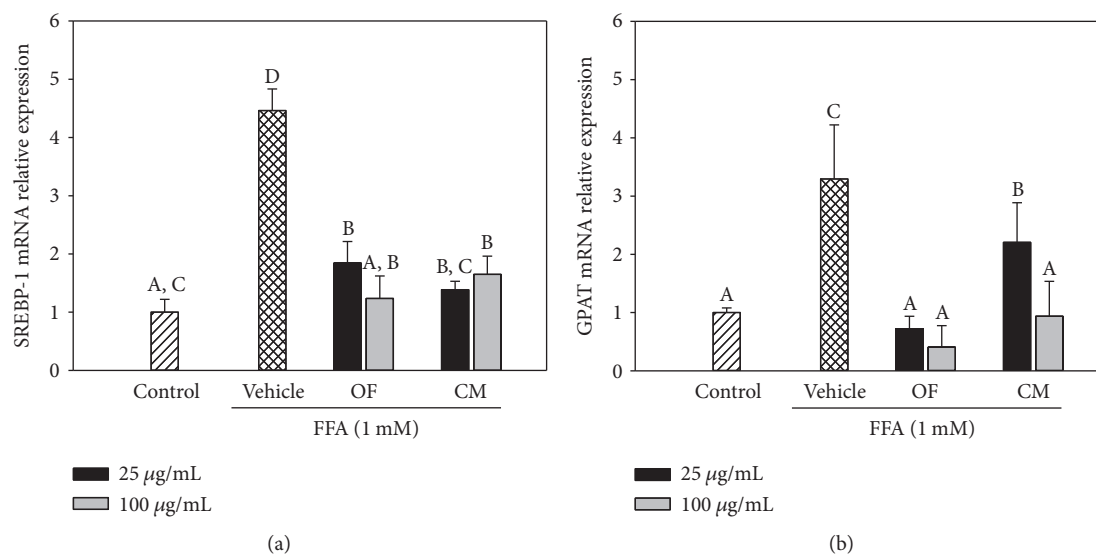 SREBP-1 mRNA relative expression
6
5
4
3
2
1
0
A, C
D
B
A, B
B, C
B
Control
Vehicle
OF
CM
FFA (1 mM)
25 μg/mL
100 μg/mL
(a)
GPAT mRNA relative expression
6
5
4
3
2
1
0
A
C
A
A
B
A
Control
Vehicle
OF
CM
FFA (1 mM)
25 μg/mL
100 μg/mL
(b)